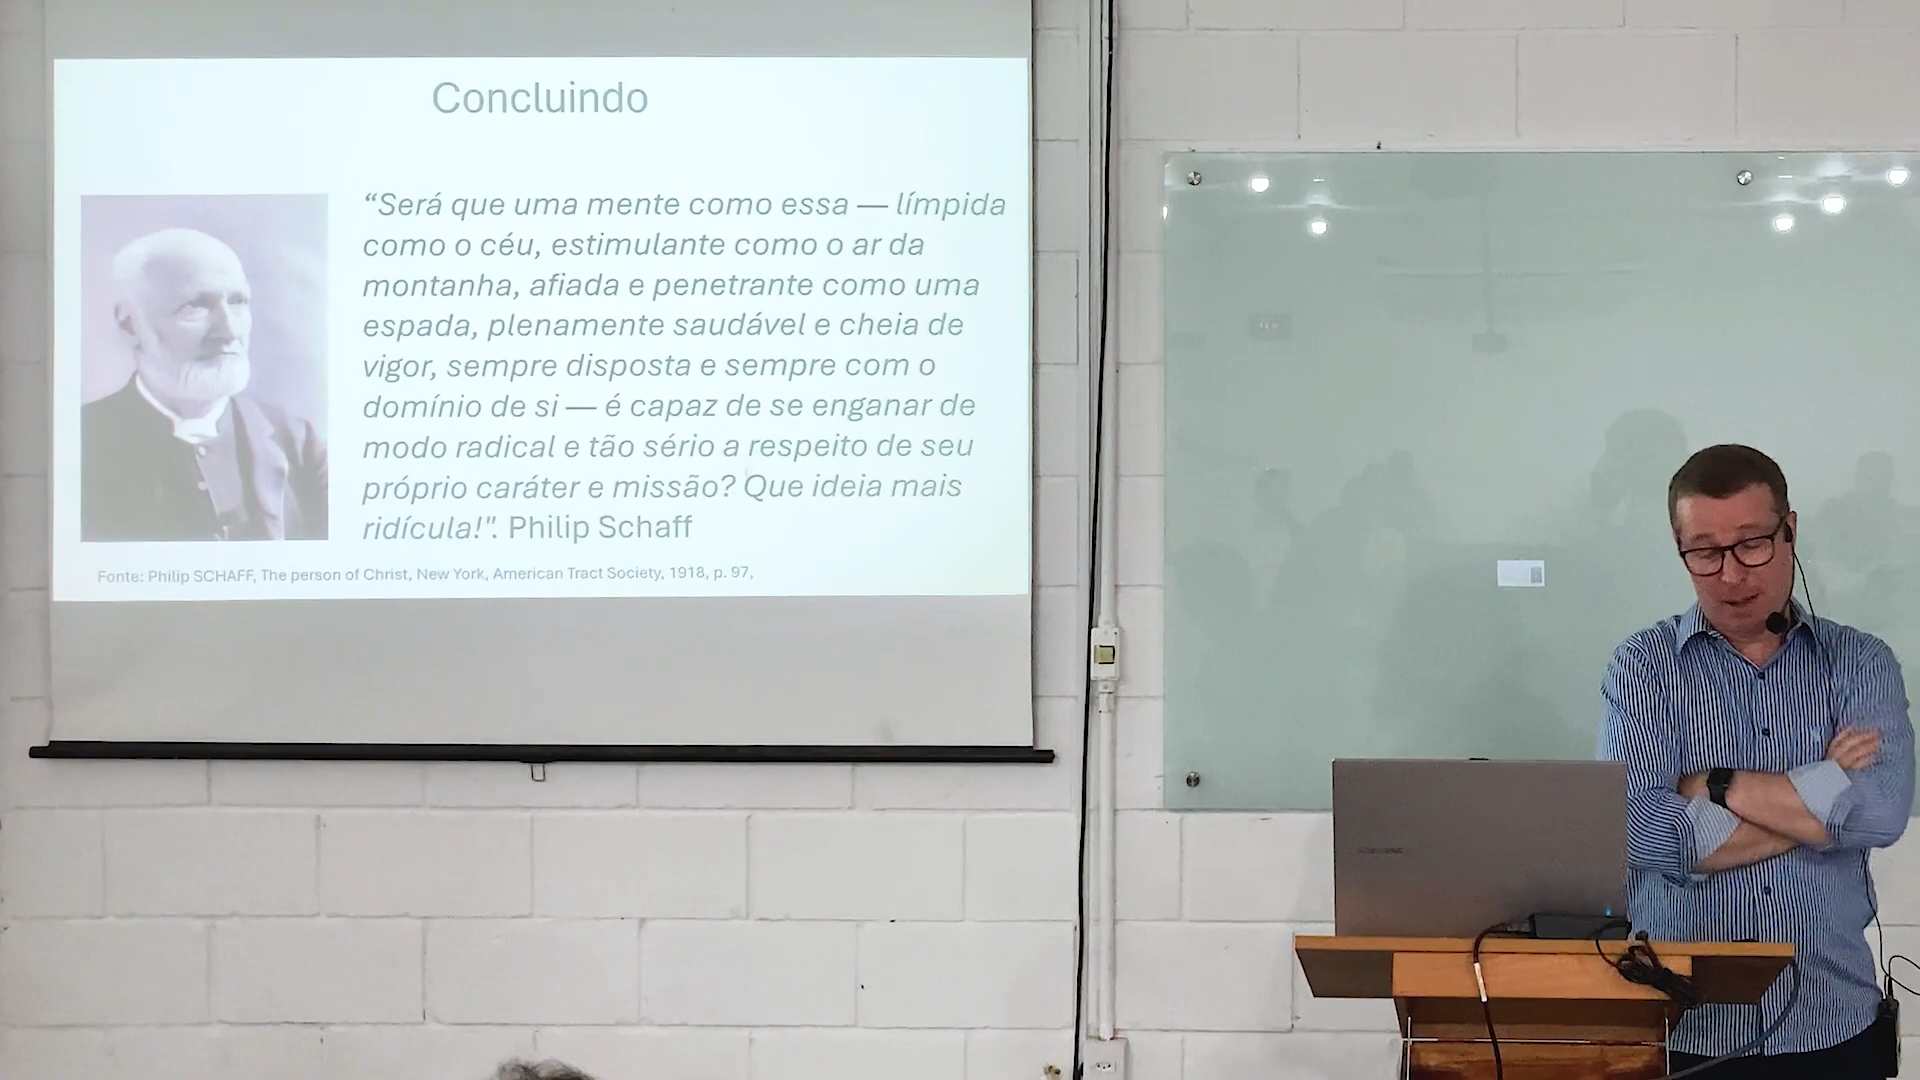 Concluindo
“Será que uma mente como essa — límpida
como o céu, estimulante como o ar da
montanha, afiada e penetrante como uma
espada, plenamente saudável e cheia de
vigor, sempre disposta e sempre com o
domínio de si — é capaz de se enganar de
modo radical e tão sério a respeito de seu
próprio caráter e missão? Que ideia mais
ridícula!". Philip Schaff
Fonte: Philip SCHAFF, The person of Christ, New York, American Tract Society, 1918, p. 97,